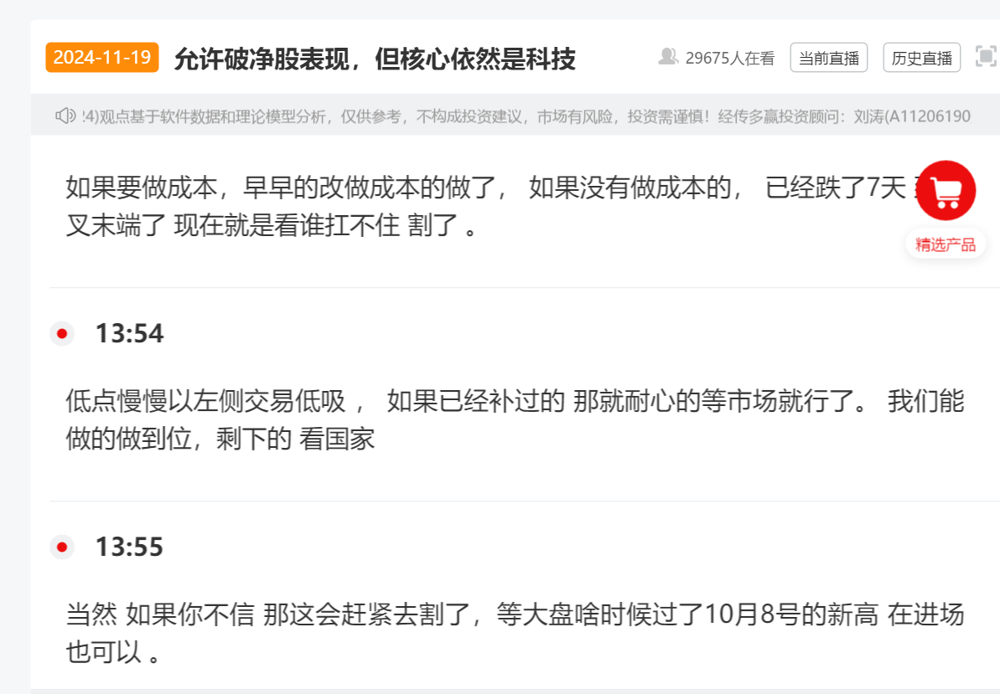 2024-11-19 允许破净股表现，但核心依然是科技 29675人在看 当前直播 历史直播
24)观点基于软件数据和理论模型分析，仅供参考，不构成投资建议，市场有风险，投资需谨慎！经传多赢投资顾问：刘涛(A11206190
如果要做成本，早早的改做成本的做了， 如果没有做成本的， 已经跌了7天
叉末端了 现在就是看谁扛不住 割了 。
精选产品
13:54
低点慢慢以左侧交易低吸 ， 如果已经补过的 那就耐心的等市场就行了。 我们能
做的做到位，剩下的 看国家
13:55
当然 如果你不信 那这会赶紧去割了，等大盘啥时候过了10月8号的新高 在进场
也可以 。